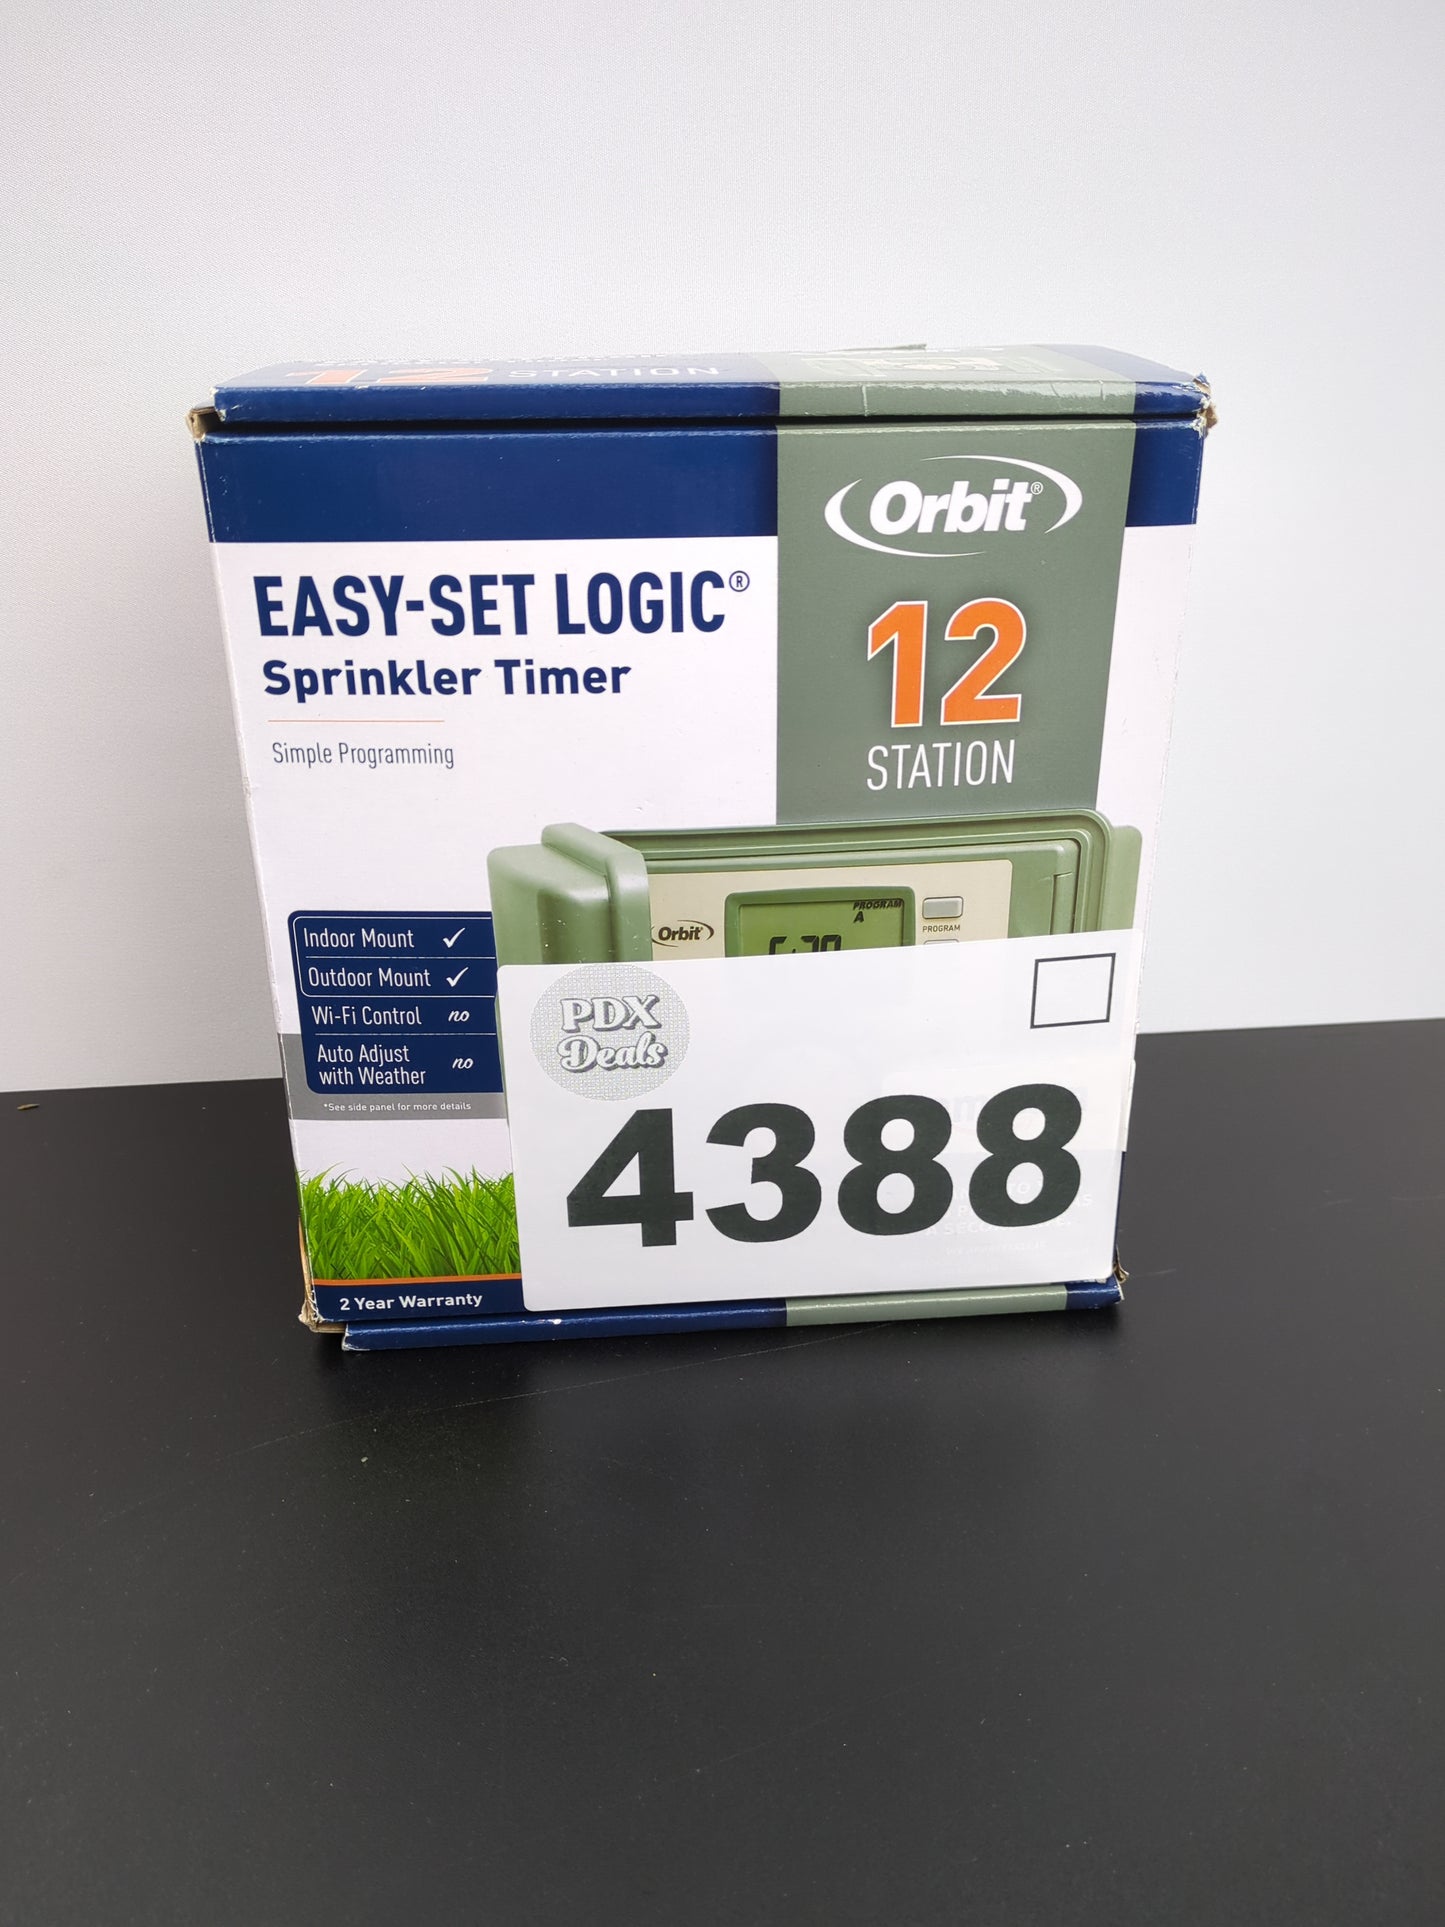 12 STATION
Orbit®
EASY-SET LOGIC®
Sprinkler Timer
Simple Programming
12
STATION
Indoor Mount ✓
Outdoor Mount ✓
Wi-Fi Control no
Auto Adjust
with Weather no
*See side panel for more details
Orbit
PROGRAM
A
PROGRAM
PDX
Deals
4388
2 Year Warranty